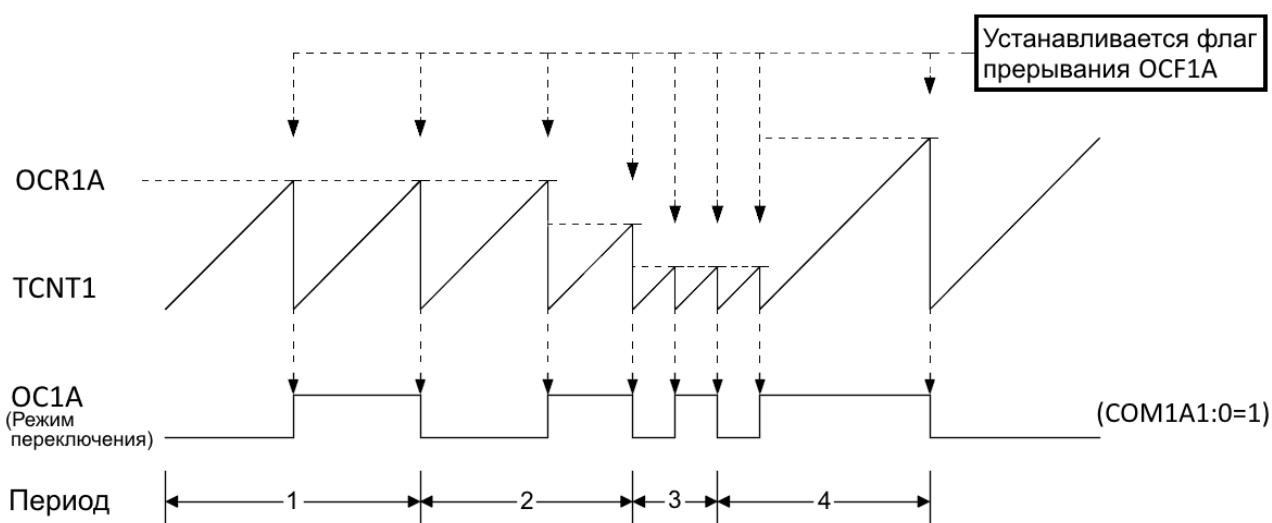 Устанавливается флаг
прерывания OCF1A
OCR1A
TCNT1
OC1A
(Режим
переключения)
(COM1A1:0=1)
Период
1
2
3
4